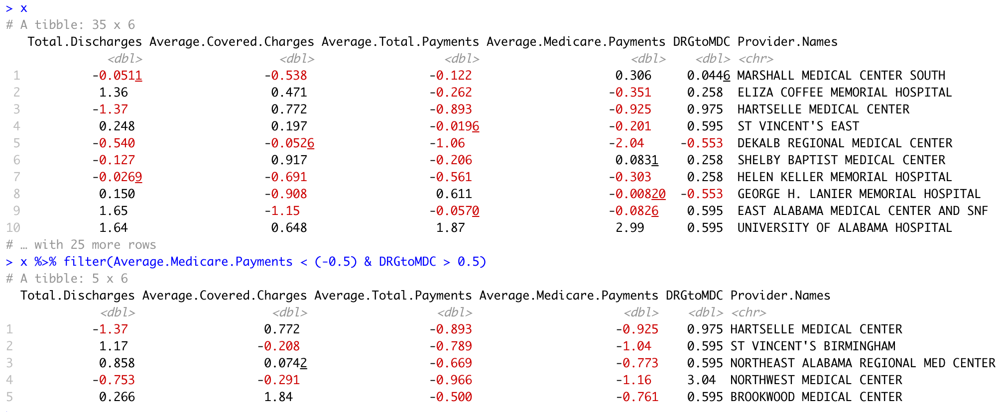 > x
# A tibble: 35 x 6
   Total.Discharges Average.Covered.Charges Average.Total.Payments Average.Medicare.Payments DRGtoMDC Provider.Names
              <dbl>                   <dbl>                  <dbl>                     <dbl>    <dbl> <chr>
 1          -0.0511                 -0.538                 -0.122                    0.306     0.0446 MARSHALL MEDICAL CENTER SOUTH
 2           1.36                    0.471                 -0.262                   -0.351     0.258  ELIZA COFFEE MEMORIAL HOSPITAL
 3          -1.37                    0.772                 -0.893                   -0.925     0.975  HARTSELLE MEDICAL CENTER
 4           0.248                   0.197                 -0.0196                  -0.201     0.595  ST VINCENT'S EAST
 5          -0.540                  -0.0526                -1.06                    -2.04     -0.553  DEKALB REGIONAL MEDICAL CENTER
 6          -0.127                   0.917                 -0.206                    0.0831    0.258  SHELBY BAPTIST MEDICAL CENTER
 7          -0.0269                 -0.691                 -0.561                   -0.303     0.258  HELEN KELLER MEMORIAL HOSPITAL
 8           0.150                  -0.908                  0.611                   -0.00820  -0.553  GEORGE H. LANIER MEMORIAL HOSPITAL
 9           1.65                   -1.15                  -0.0570                  -0.0826    0.595  EAST ALABAMA MEDICAL CENTER AND SNF
10           1.64                    0.648                  1.87                     2.99      0.595  UNIVERSITY OF ALABAMA HOSPITAL
# … with 25 more rows
> x %>% filter(Average.Medicare.Payments < (-0.5) & DRGtoMDC > 0.5)
# A tibble: 5 x 6
  Total.Discharges Average.Covered.Charges Average.Total.Payments Average.Medicare.Payments DRGtoMDC Provider.Names
             <dbl>                   <dbl>                  <dbl>                     <dbl>    <dbl> <chr>
1           -1.37                   0.772                  -0.893                    -0.925    0.975 HARTSELLE MEDICAL CENTER
2            1.17                  -0.208                  -0.789                    -1.04     0.595 ST VINCENT'S BIRMINGHAM
3            0.858                  0.0742                 -0.669                    -0.773    0.595 NORTHEAST ALABAMA REGIONAL MED CENTER
4           -0.753                 -0.291                  -0.966                    -1.16     3.04  NORTHWEST MEDICAL CENTER
5            0.266                  1.84                   -0.500                    -0.761    0.595 BROOKWOOD MEDICAL CENTER